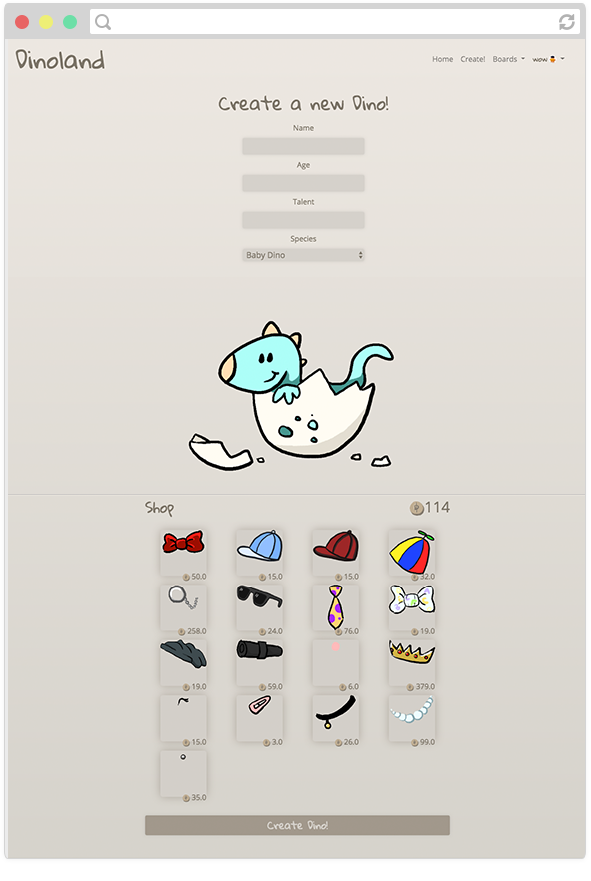 Dinoland
Home Create! Boards wow
Create a new Dino!
Name
Age
Talent
Species
Baby Dino
Shop 114
50.0 15.0 15.0 32.0
258.0 24.0 76.0 19.0
19.0 59.0 6.0 379.0
15.0 3.0 26.0 99.0
35.0
Create Dino!